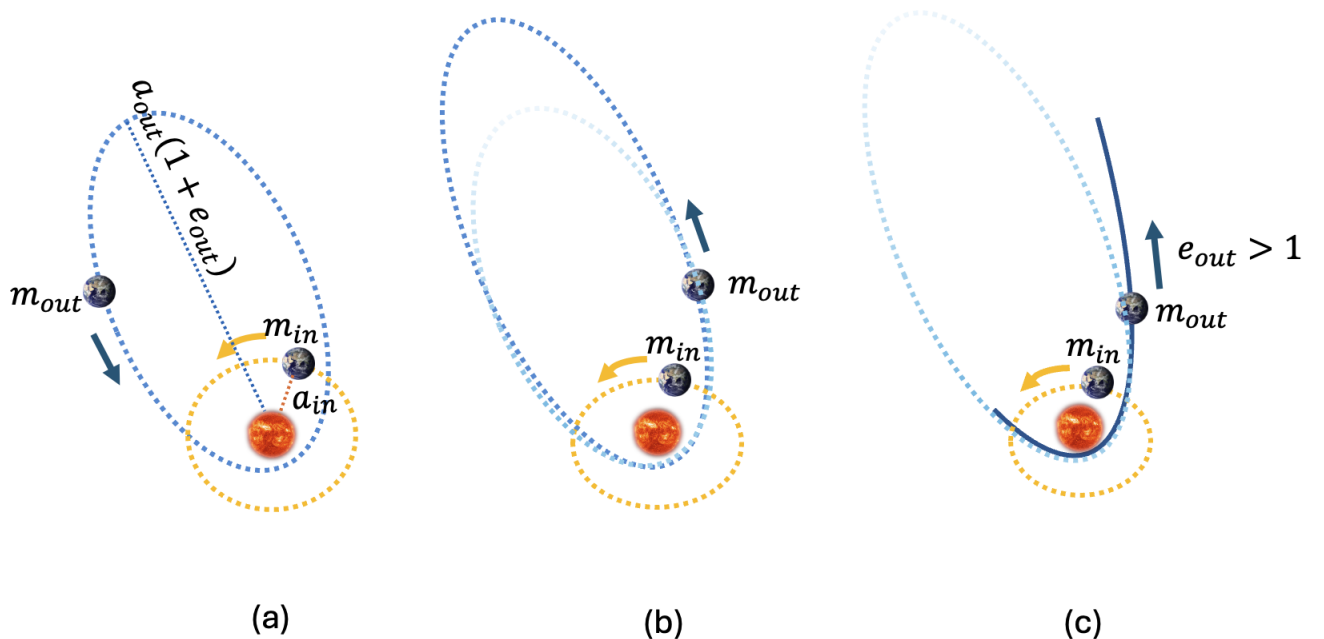 a_out(1 + e_out)
m_out
m_in
a_in
(a)
m_out
m_in
(b)
e_out > 1
m_out
m_in
(c)